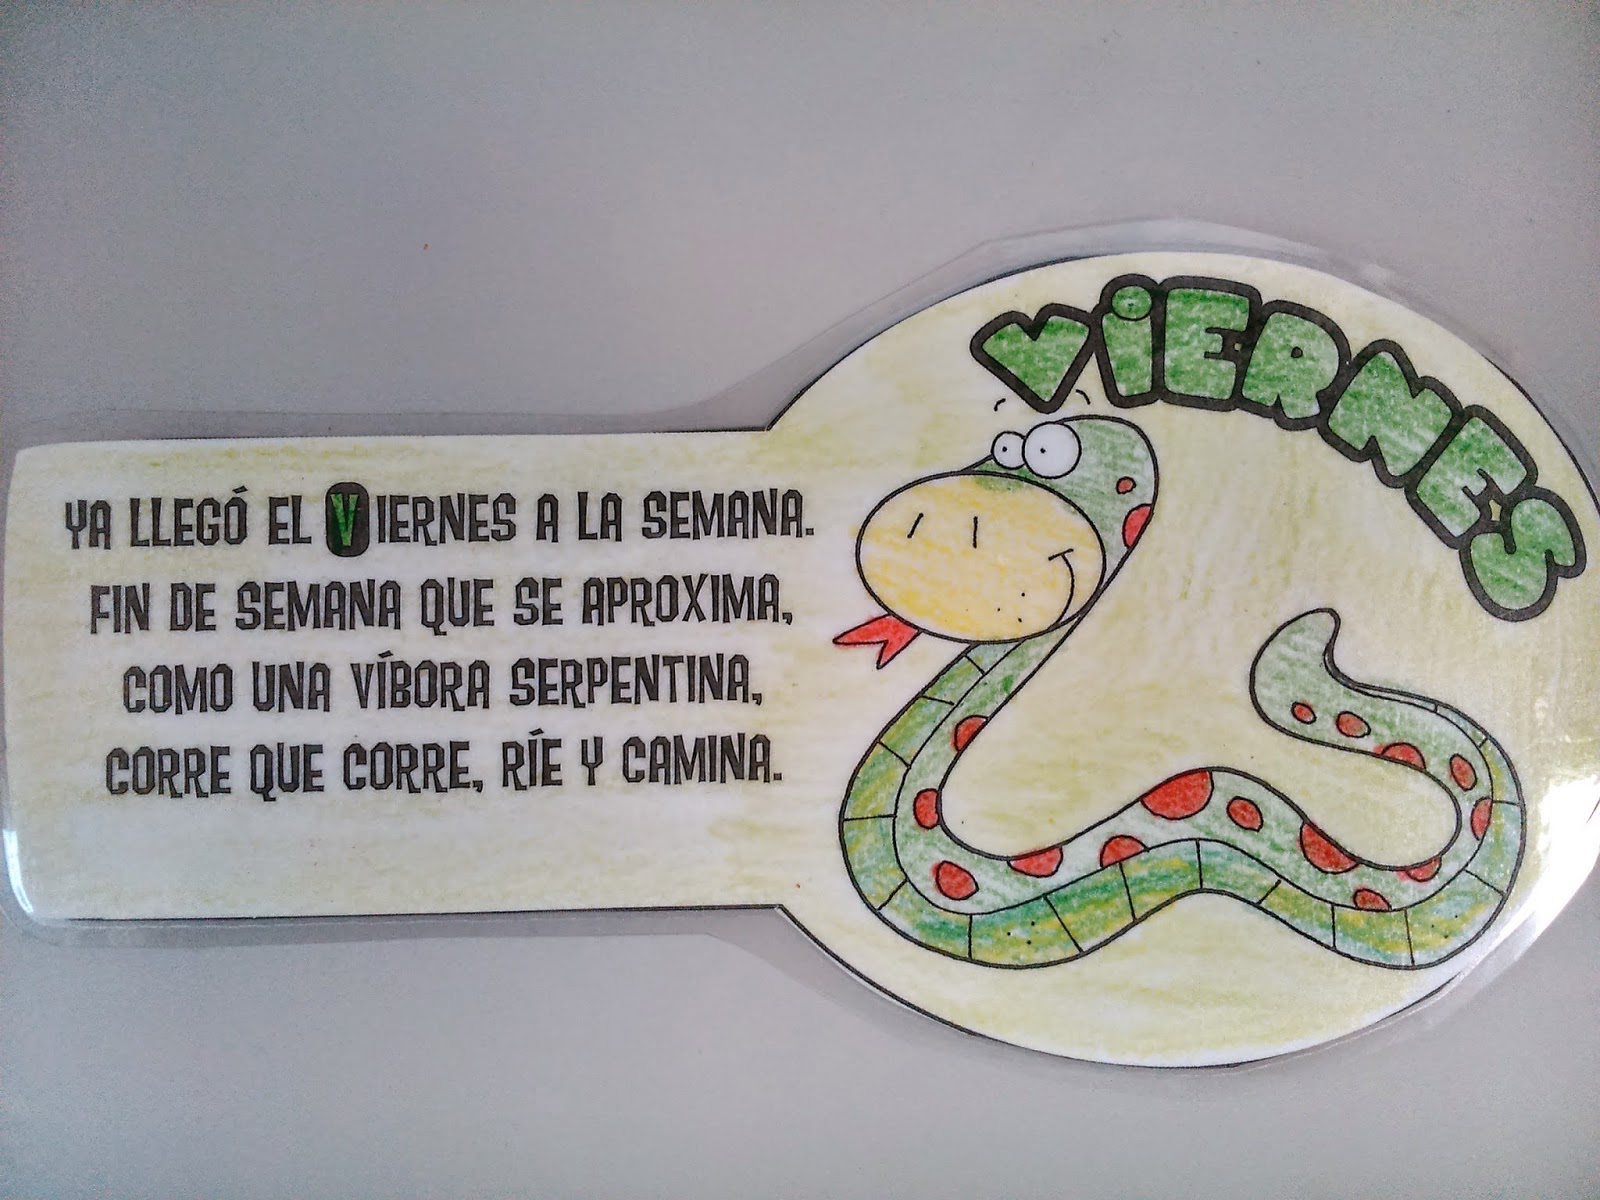 VIERNES
YA LLEGÓ EL VIERNES A LA SEMANA.
FIN DE SEMANA QUE SE APROXIMA,
COMO UNA VÍBORA SERPENTINA,
CORRE QUE CORRE, RÍE Y CAMINA.